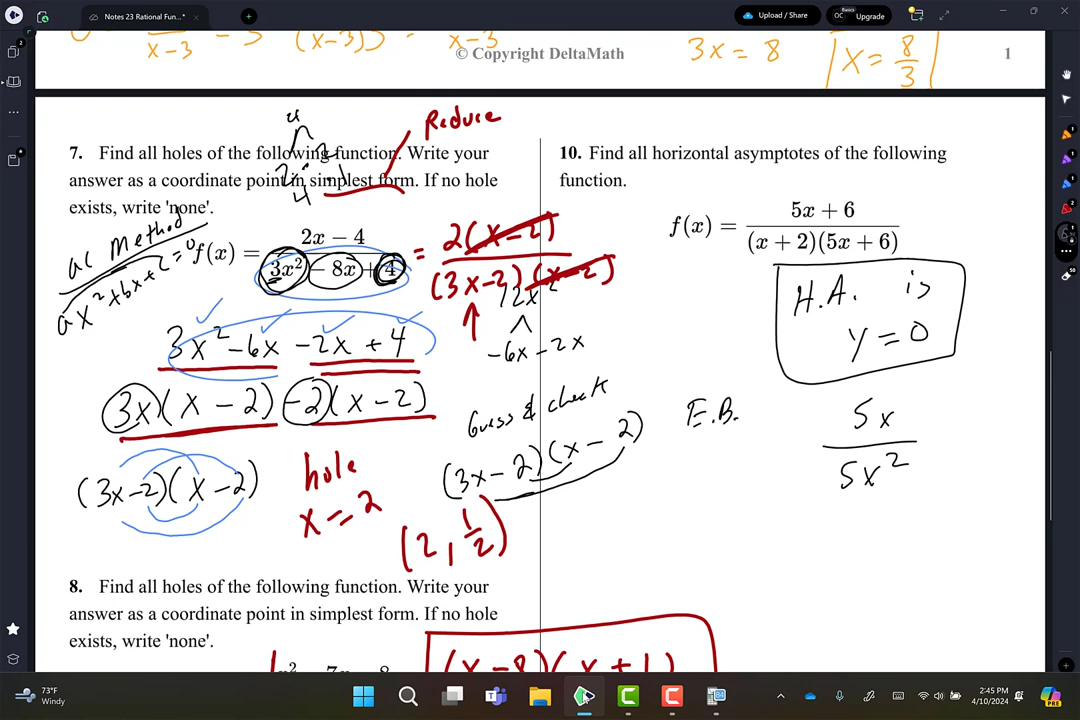 Notes 23 Rational Fun...*
Upload / Share
OC
Basics
Upgrade
x-3
(x-3)
x-3
3x = 8
x = 8/3
© Copyright DeltaMath
1
7. Find all holes of the following function. Write your
answer as a coordinate point in simplest form. If no hole
exists, write 'none'.
Reduce
ac Method
ax²+bx+c=0
f(x) = (2x − 4)/(3x² − 8x + 4) = 2(x-2)/(3x-2)(x-2)
12x²
-6x -2x
3x²-6x -2x+4
3x(x-2) -2(x-2)
Guess & check
(3x-2)(x-2)
(3x-2)(x-2)
hole
x=2
(2, 1/2)
8. Find all holes of the following function. Write your
answer as a coordinate point in simplest form. If no hole
exists, write 'none'.
(x-8)(x+1)
10. Find all horizontal asymptotes of the following
function.
f(x) = (5x + 6)/((x + 2)(5x + 6))
H.A. is
y=0
E.B.
5x
5x²
73°F
Windy
2:45 PM
4/10/2024